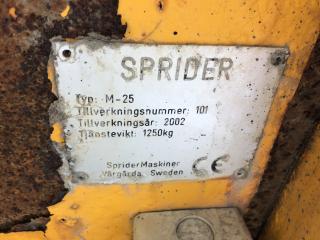 SPRIDER
Typ: M-25
Tillverkningsnummer: 101
Tillverkningsår: 2002
Tjänstevikt: 1250kg
SpriderMaskiner
Vårgårda, Sweden
CE